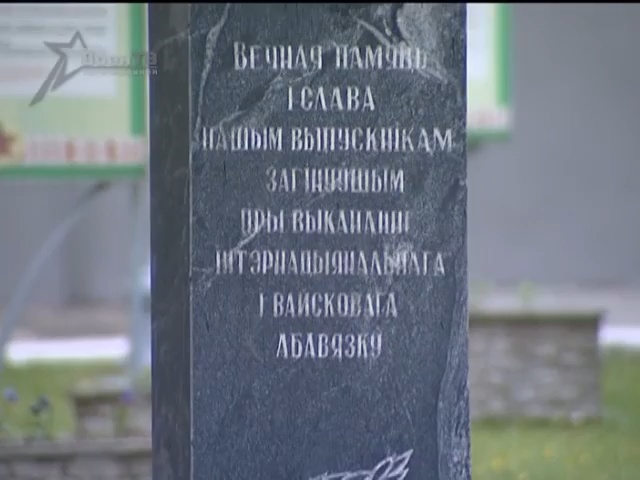 Вечная памяць
і слава
нашым выпускнікам
загінуўшым
пры выкананні
інтэрнацыянальнага
і вайсковага
абавязку